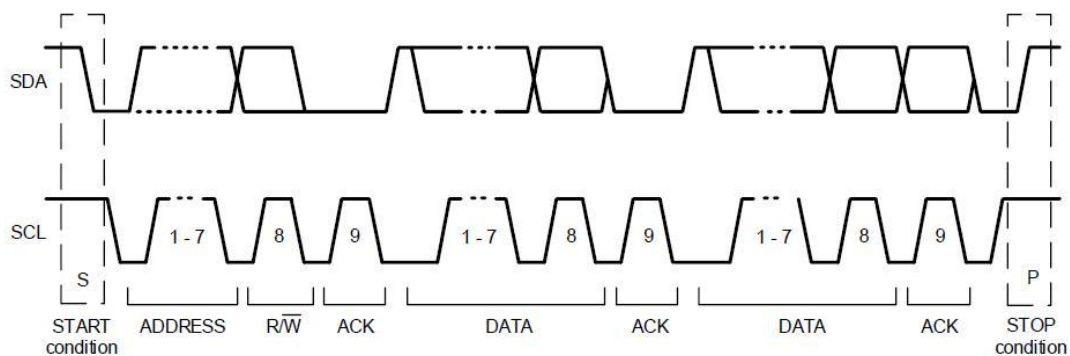 SDA
SCL
1 - 7
8
9
1 - 7
8
9
1 - 7
8
9
S
P
START
condition
ADDRESS
R/W̅
ACK
DATA
ACK
DATA
ACK
STOP
condition